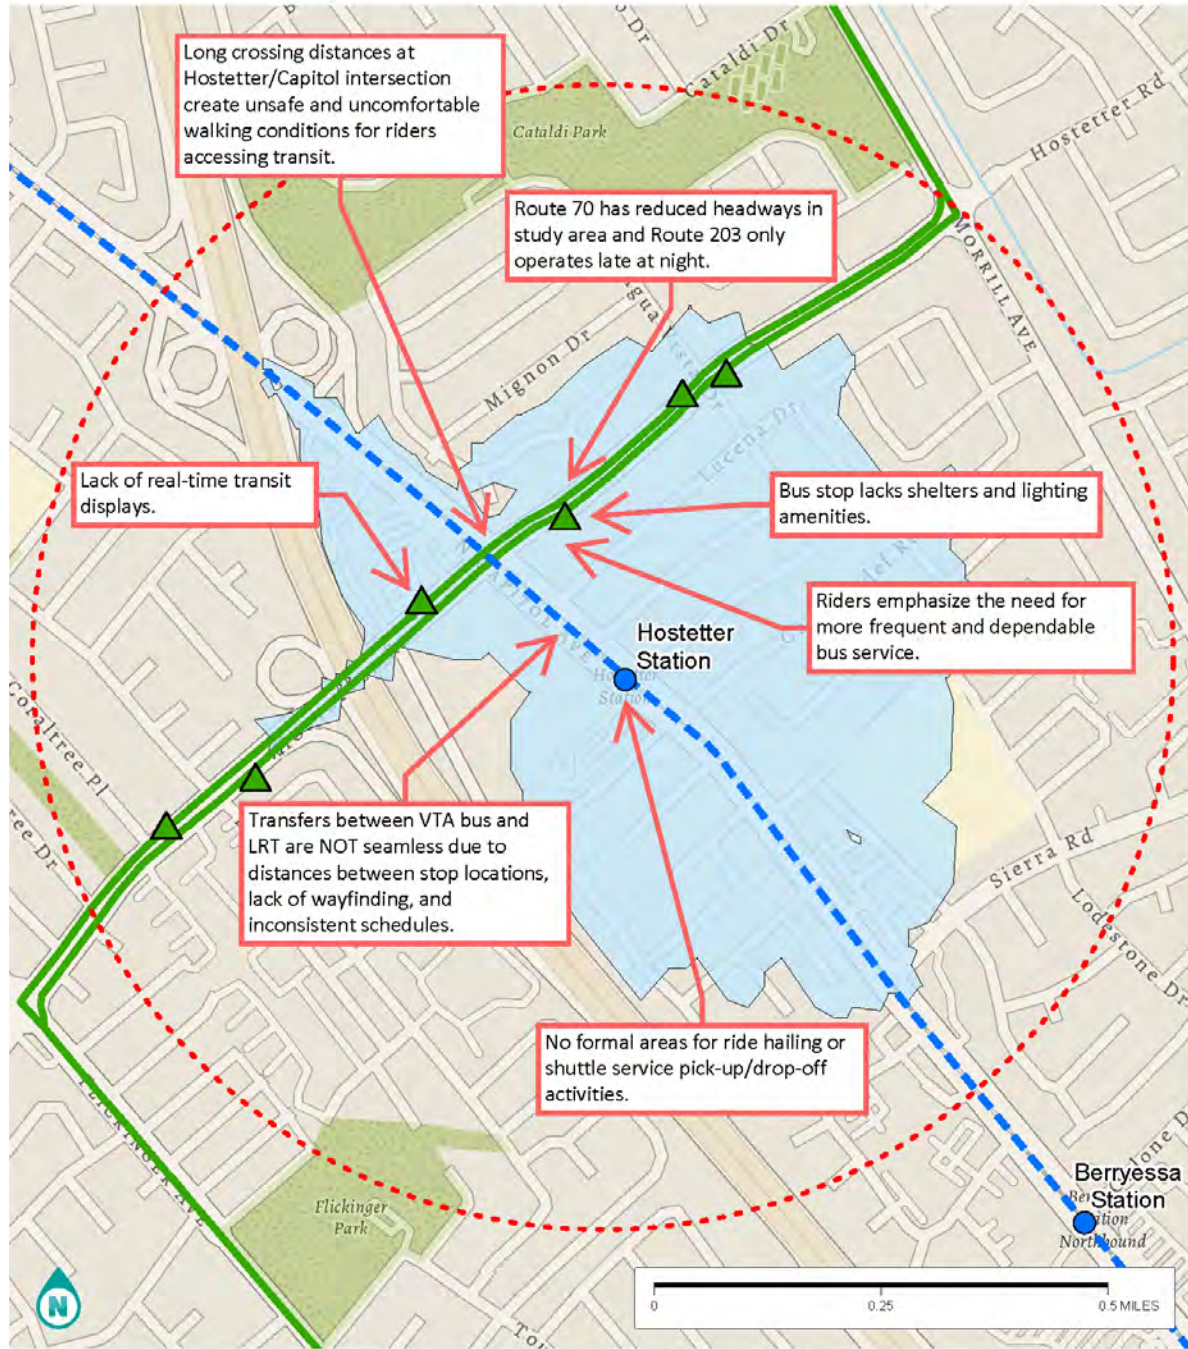 Long crossing distances at
Hostetter/Capitol intersection
create unsafe and uncomfortable
walking conditions for riders
accessing transit.
Cataldi Dr
Hostetter Rd
Cataldi Park
Dr
Route 70 has reduced headways in
study area and Route 203 only
operates late at night.
MORRILL AVE
Mignon Dr
Lucena Dr
Lack of real-time transit
displays.
Bus stop lacks shelters and lighting
amenities.
Riders emphasize the need for
more frequent and dependable
bus service.
Hostetter
Station
Coraltree Pl
Transfers between VTA bus and
LRT are NOT seamless due to
distances between stop locations,
lack of wayfinding, and
inconsistent schedules.
Sierra Rd
Lodestone Dr
No formal areas for ride hailing or
shuttle service pick-up/drop-off
activities.
FLICKINGER AVE
Flickinger
Park
Berryessa
Station
Northbound
N
0
0.25
0.5 MILES